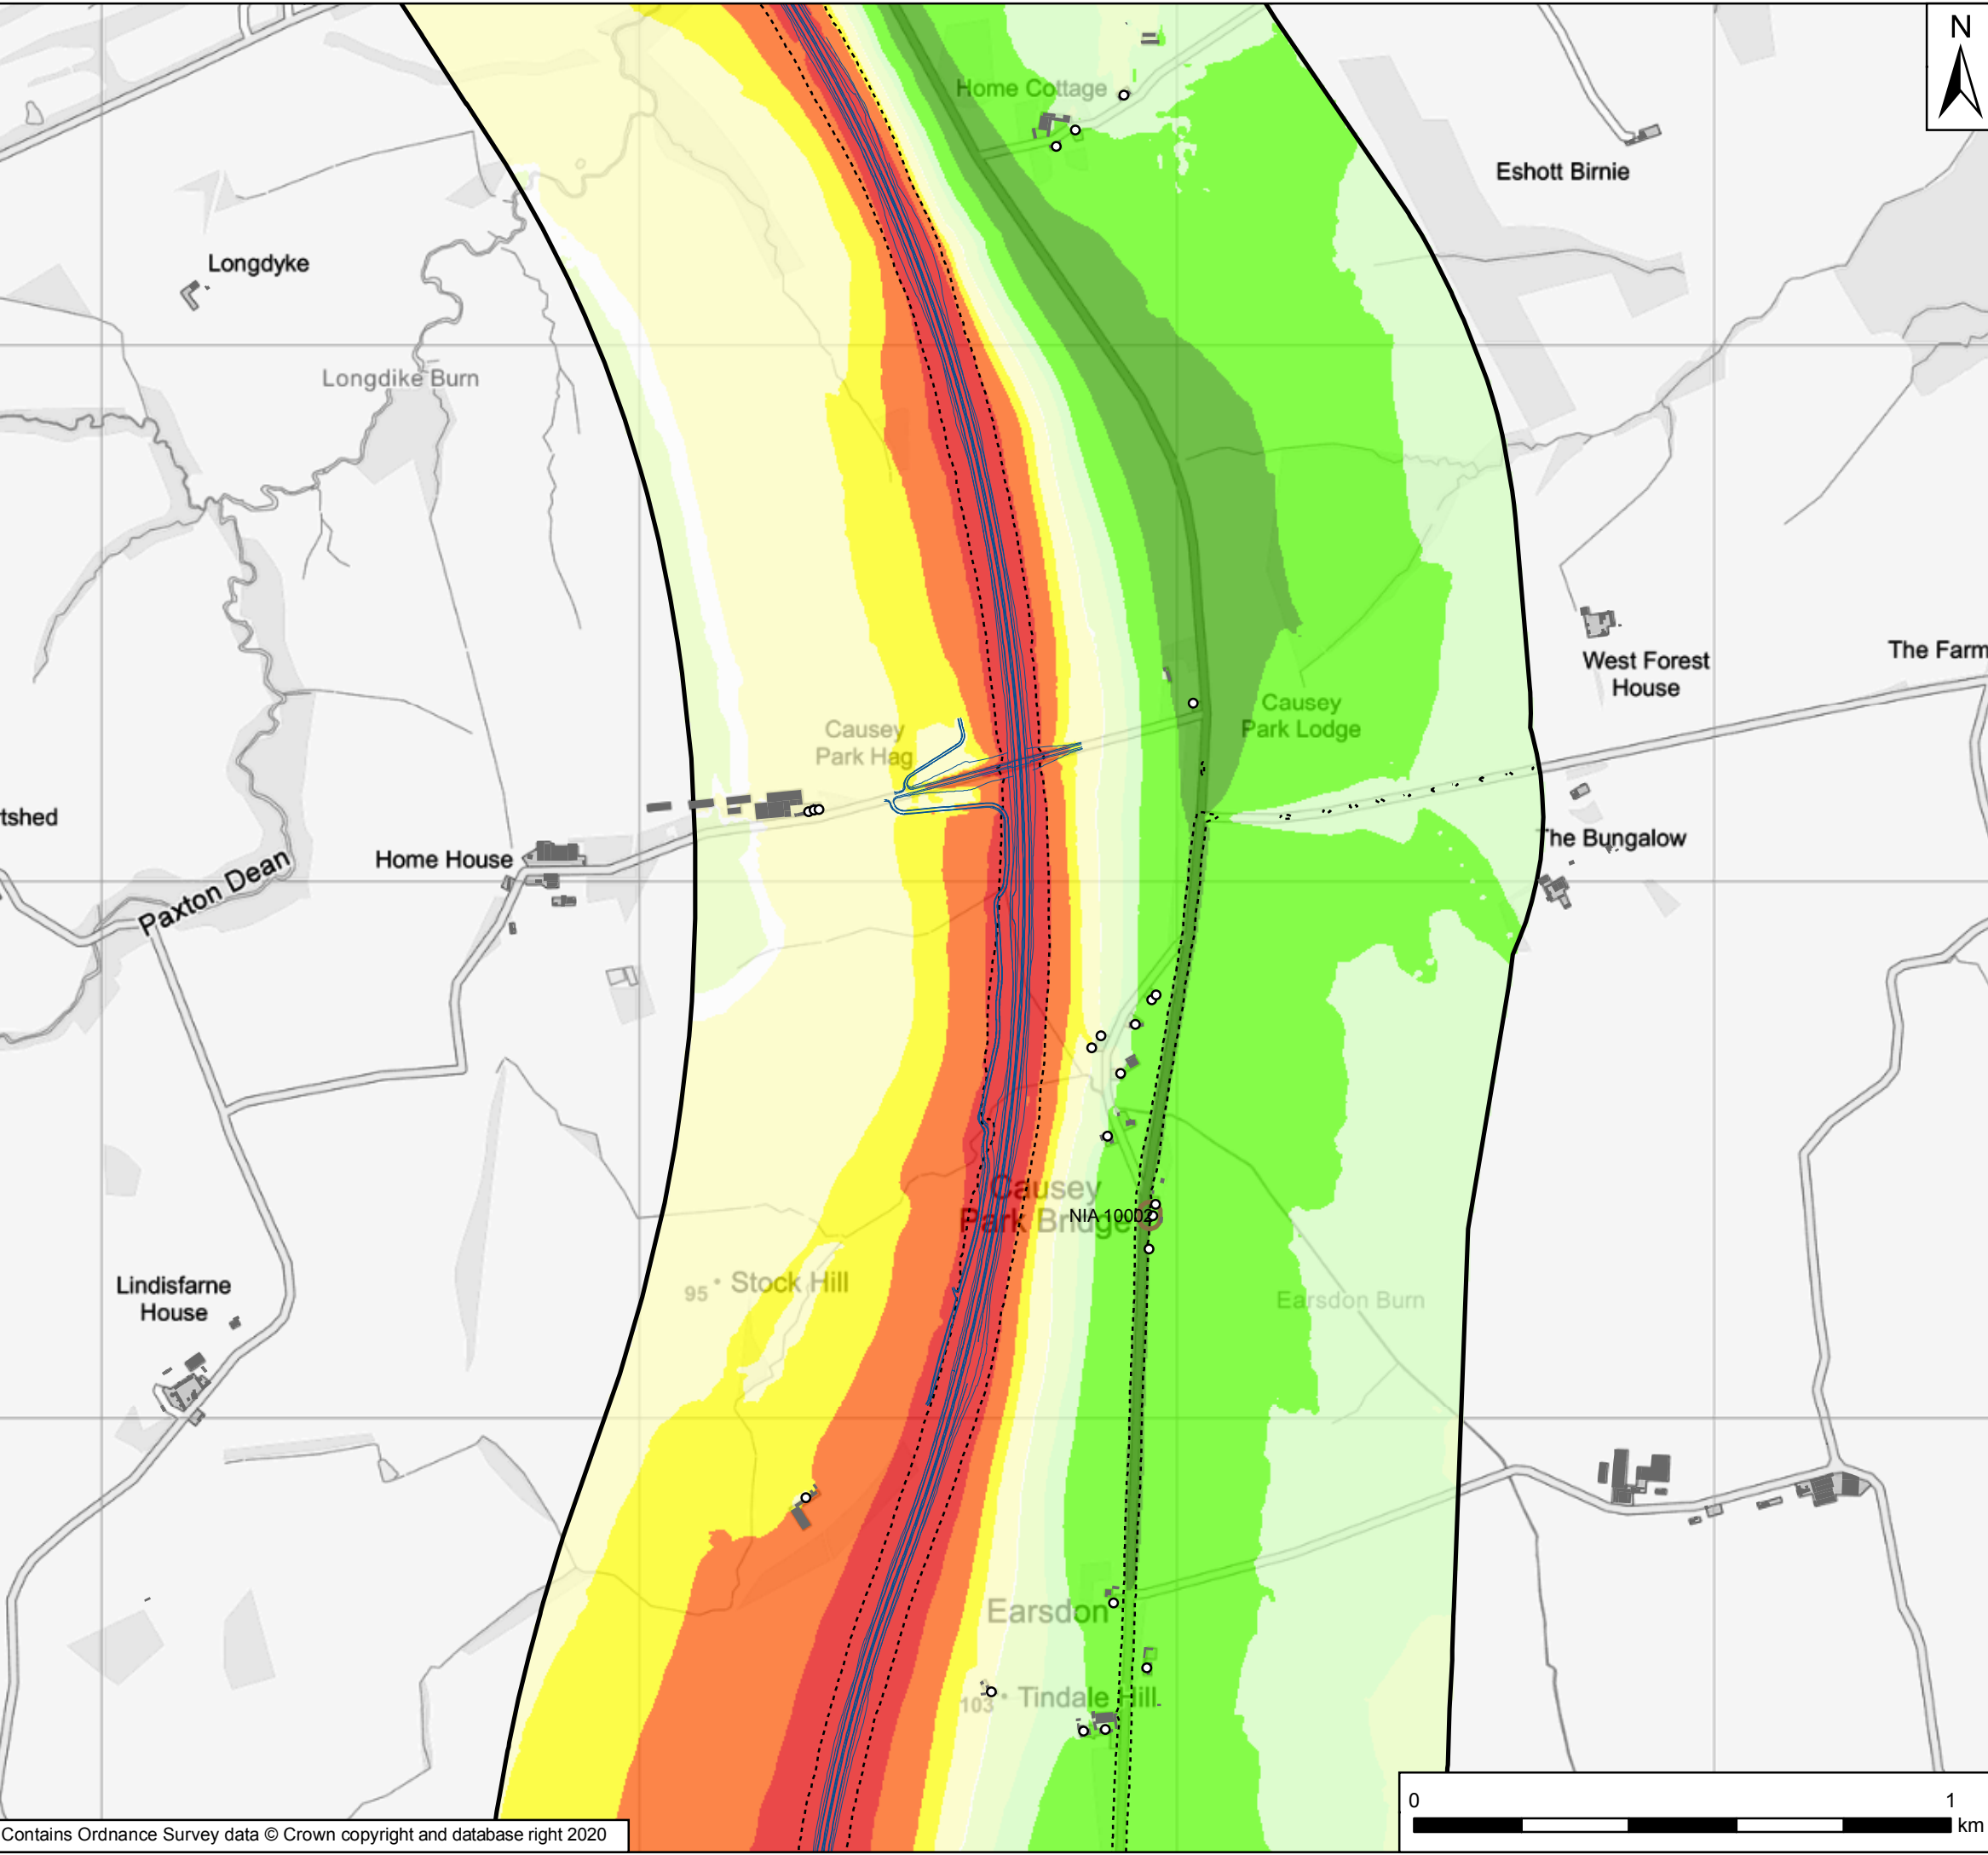 N
Home Cottage
Eshott Birnie
Longdyke
Longdike Burn
West Forest
House
The Farm
Causey
Park Lodge
Causey
Park Hag
tshed
The Bungalow
Home House
Paxton Dean
Causey
Park Bridge
NIA 10002
95
Stock Hill
Lindisfarne
House
Earsdon Burn
Earsdon
103
Tindale Hill
0
1
km
Contains Ordnance Survey data © Crown copyright and database right 2020